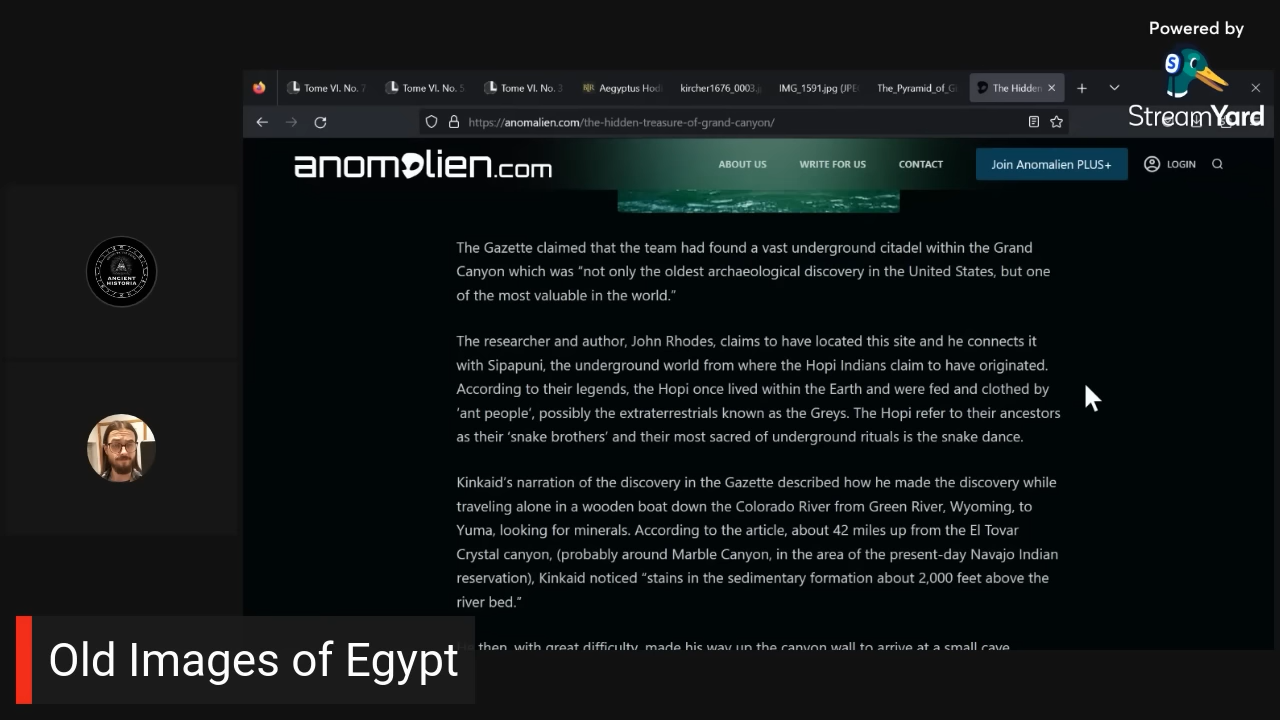 Powered by
StreamYard
Tome VI. No. 7
Tome VI. No. 5
Tome VI. No. 3
Aegyptus Hodi
kircher1676_0003.j
IMG_1591.jpg (JPE
The_Pyramid_of_G
The Hidden
https://anomalien.com/the-hidden-treasure-of-grand-canyon/
anomalien.com
ABOUT US
WRITE FOR US
CONTACT
Join Anomalien PLUS+
LOGIN
The Gazette claimed that the team had found a vast underground citadel within the Grand
Canyon which was “not only the oldest archaeological discovery in the United States, but one
of the most valuable in the world.”
The researcher and author, John Rhodes, claims to have located this site and he connects it
with Sipapuni, the underground world from where the Hopi Indians claim to have originated.
According to their legends, the Hopi once lived within the Earth and were fed and clothed by
‘ant people’, possibly the extraterrestrials known as the Greys. The Hopi refer to their ancestors
as their ‘snake brothers’ and their most sacred of underground rituals is the snake dance.
Kinkaid’s narration of the discovery in the Gazette described how he made the discovery while
traveling alone in a wooden boat down the Colorado River from Green River, Wyoming, to
Yuma, looking for minerals. According to the article, about 42 miles up from the El Tovar
Crystal canyon, (probably around Marble Canyon, in the area of the present-day Navajo Indian
reservation), Kinkaid noticed “stains in the sedimentary formation about 2,000 feet above the
river bed.”
then, with great difficulty, made his way up the canyon wall to arrive at a small cave
ANCIENT
HISTORIA
Old Images of Egypt